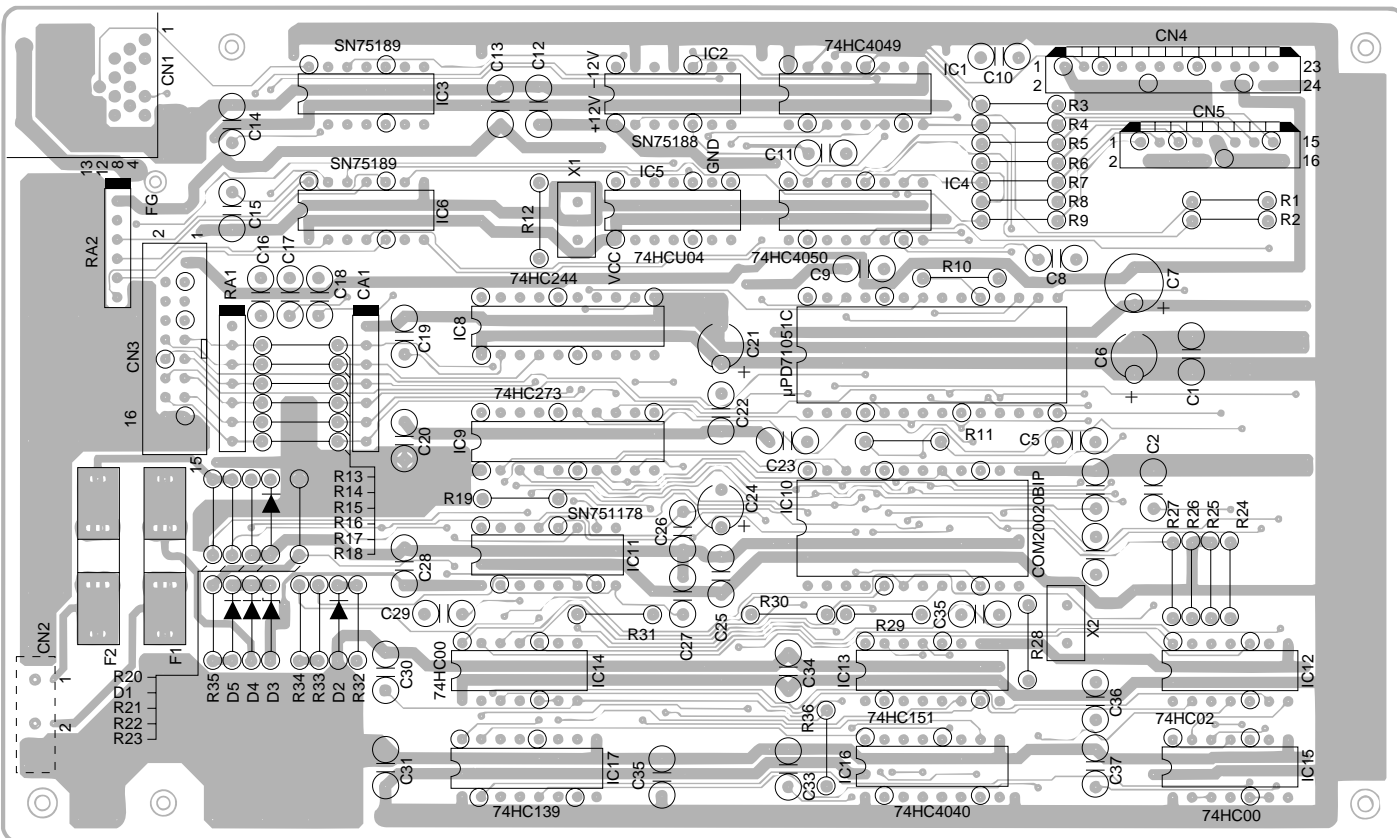 CN1
1
SN75189
IC3
C13
C12
+12V
−12V
IC2
SN75188
GND
74HC4049
IC1
C10
CN4
1
2
23
24
CN5
1
2
15
16
C14
C11
R3
R4
R5
R6
IC4
R7
R8
R9
R1
R2
13
12
8
4
FG
RA2
C15
SN75189
IC6
R12
X1
IC5
VCC
74HCU04
74HC4050
C9
R10
C8
C7
2
1
CN3
16
15
C16
C17
C18
RA1
CA1
C19
74HC244
IC8
C21
+
µPD71051C
C6
+
+
C1
C20
74HC273
IC9
C22
C23
R11
C5
C2
R13
R14
R15
R16
R17
R18
R19
SN751178
IC11
C26
C24
+
IC10
COM20020BIP
R27
R26
R25
R24
C28
C29
R31
C27
C25
R30
R29
C35
R28
X2
CN2
1
2
F2
F1
R20
D1
R21
R22
R23
R35
D5
D4
D3
R34
R33
D2
R32
C30
74HC00
IC14
C34
IC13
74HC151
R36
C36
74HC02
IC12
C31
IC17
74HC139
C35
C33
IC16
74HC4040
C37
IC15
74HC00